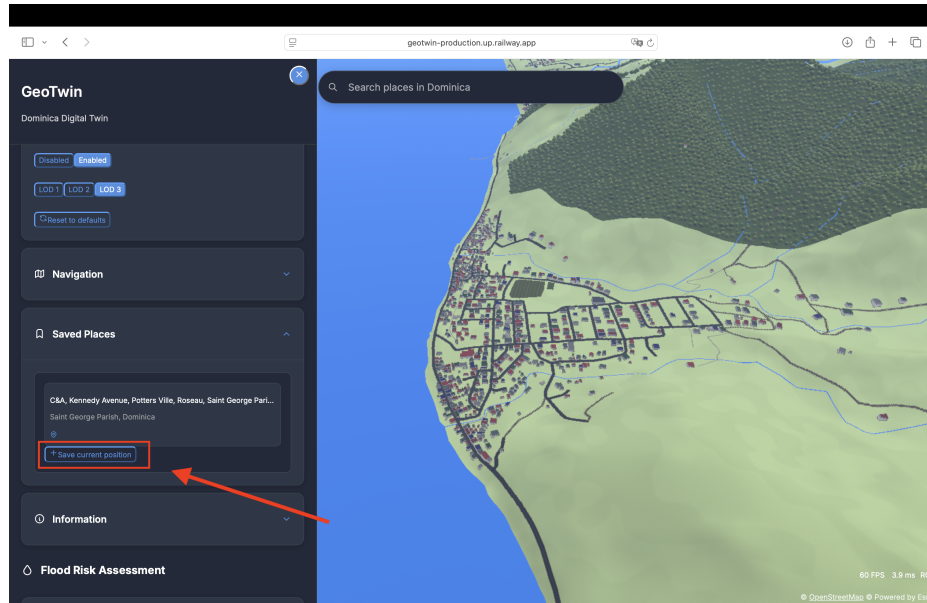 geotwin-production.up.railway.app
GeoTwin
Dominica Digital Twin
Search places in Dominica
Disabled Enabled
LOD 1 LOD 2 LOD 3
Reset to defaults
Navigation
Saved Places
C&A, Kennedy Avenue, Potters Ville, Roseau, Saint George Pari...
Saint George Parish, Dominica
+ Save current position
Information
Flood Risk Assessment
60 FPS 3.9 ms
© OpenStreetMap © Powered by